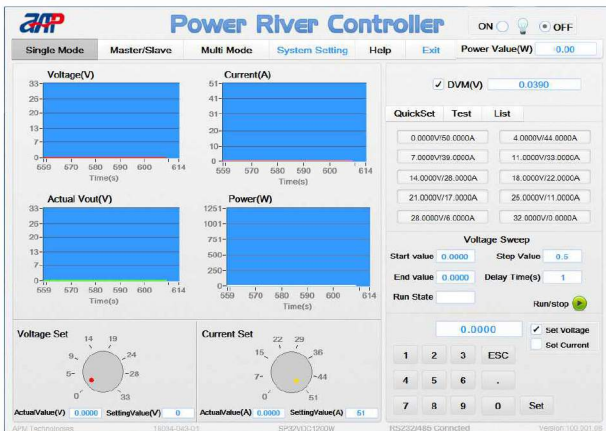 APM
Power River Controller
ON OFF
Single Mode Master/Slave Multi Mode System Setting Help Exit Power Value(W) 0.00
Voltage(V)
33
26
20
13
7
0
559 570 580 590 600 614
Time(s)
Current(A)
51
41
31
20
10
0
559 570 580 590 600 614
Time(s)
DVM(V) 0.0390
QuickSet Test List
0.0000V/50.0000A 4.0000V/44.0000A
7.0000V/39.0000A 11.0000V/33.0000A
14.0000V/28.0000A 18.0000V/22.0000A
21.0000V/17.0000A 25.0000V/11.0000A
28.0000V/6.0000A 32.0000V/0.0000A
Actual Vout(V)
33
26
20
13
7
0
559 570 580 590 600 614
Time(s)
Power(W)
1251
1001
751
500
250
0
559 570 580 590 600 614
Time(s)
Voltage Sweep
Start value 0.0000 Step Value 0.5
End value 0.0000 Delay Time(s) 1
Run State Run/stop
Voltage Set
0
5
9
14
19
24
28
33
ActualValue(V) 0.0000 SettingValue(V) 0
Current Set
0
7
15
22
29
36
44
51
ActualValue(A) 0.0000 SettingValue(A) 51
0.0000 Set Voltage
Set Current
1 2 3 ESC
4 5 6 .
7 8 9 0 Set
APM Technologies SP32VDC1200W RS232/485 Connected